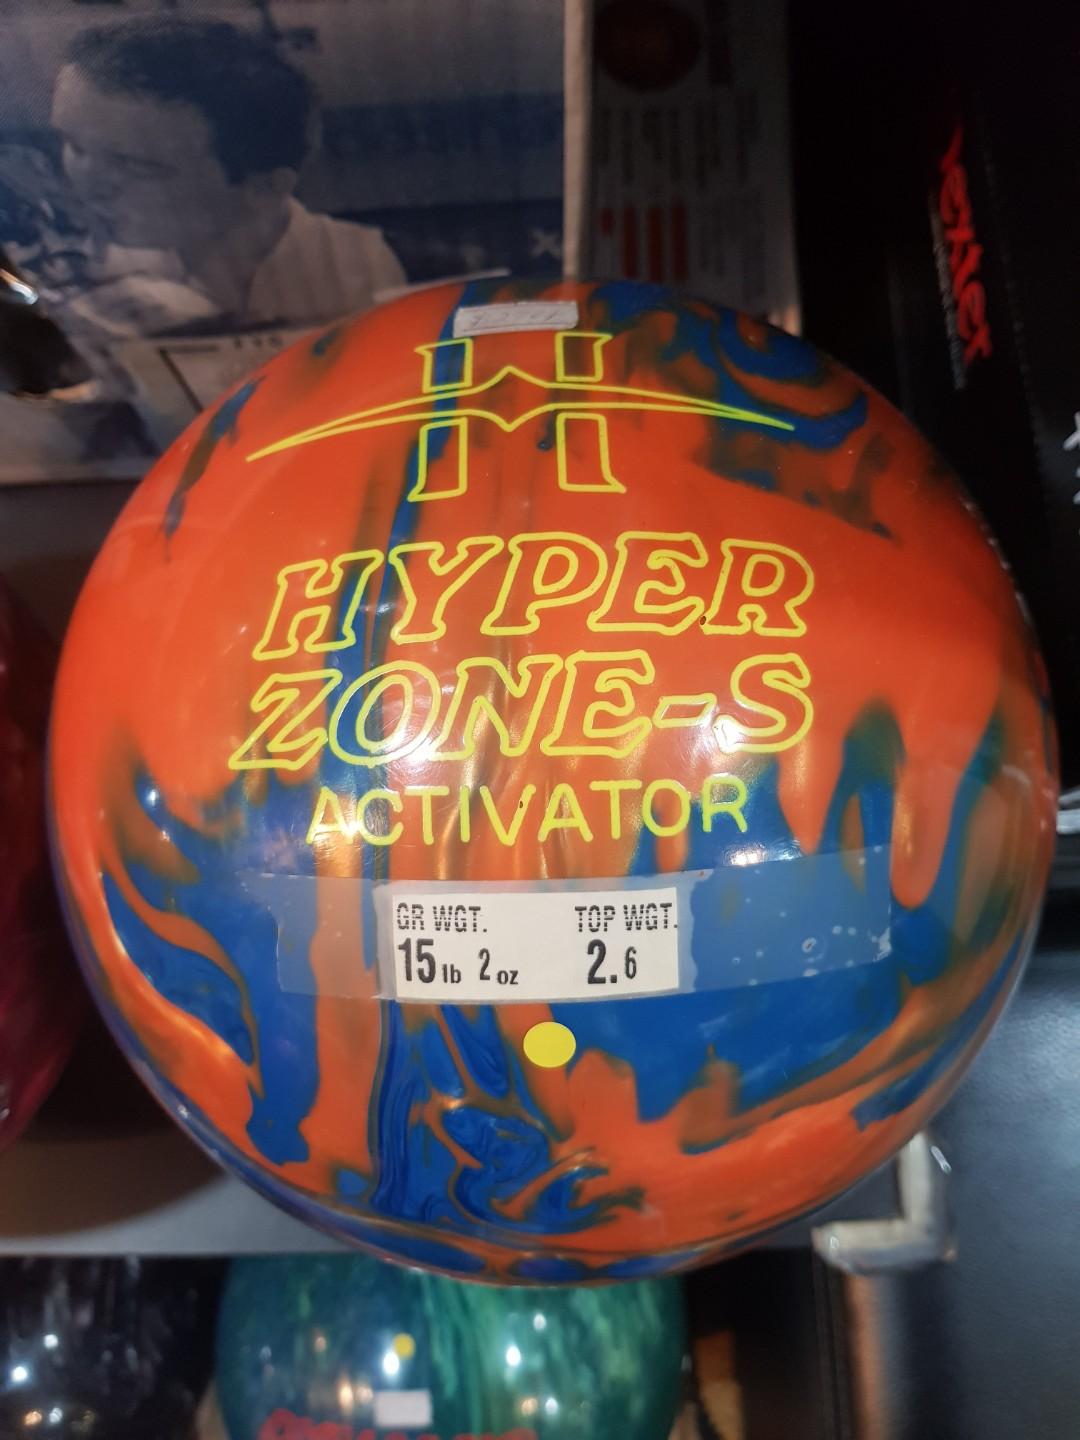 H
HYPER
ZONE-S
ACTIVATOR
GR WGT. TOP WGT.
15 lb 2 oz 2.6